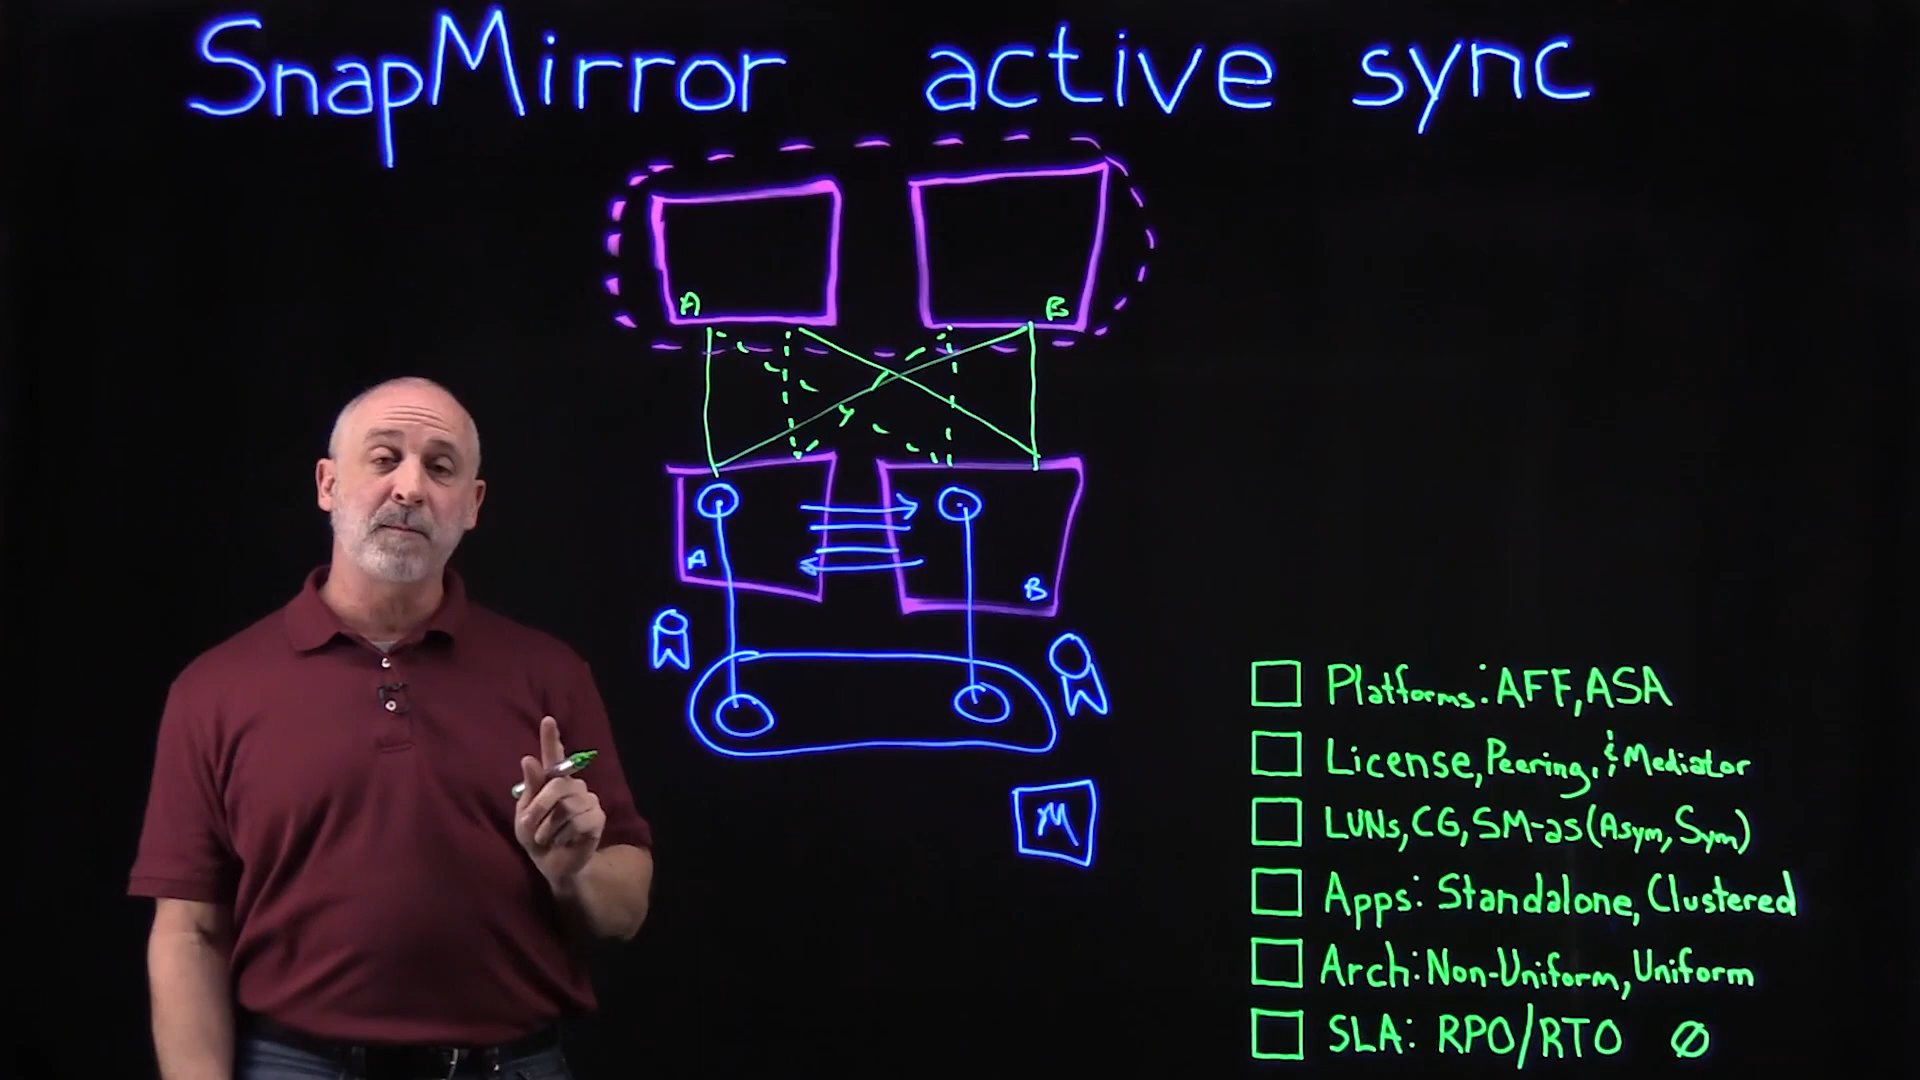 SnapMirror active sync
A
B
A
B
M
Platforms: AFF, ASA
License, Peering, & Mediator
LUNs, CG, SM-as (Asym, Sym)
Apps: Standalone, Clustered
Arch: Non-Uniform, Uniform
SLA: RPO/RTO Ø